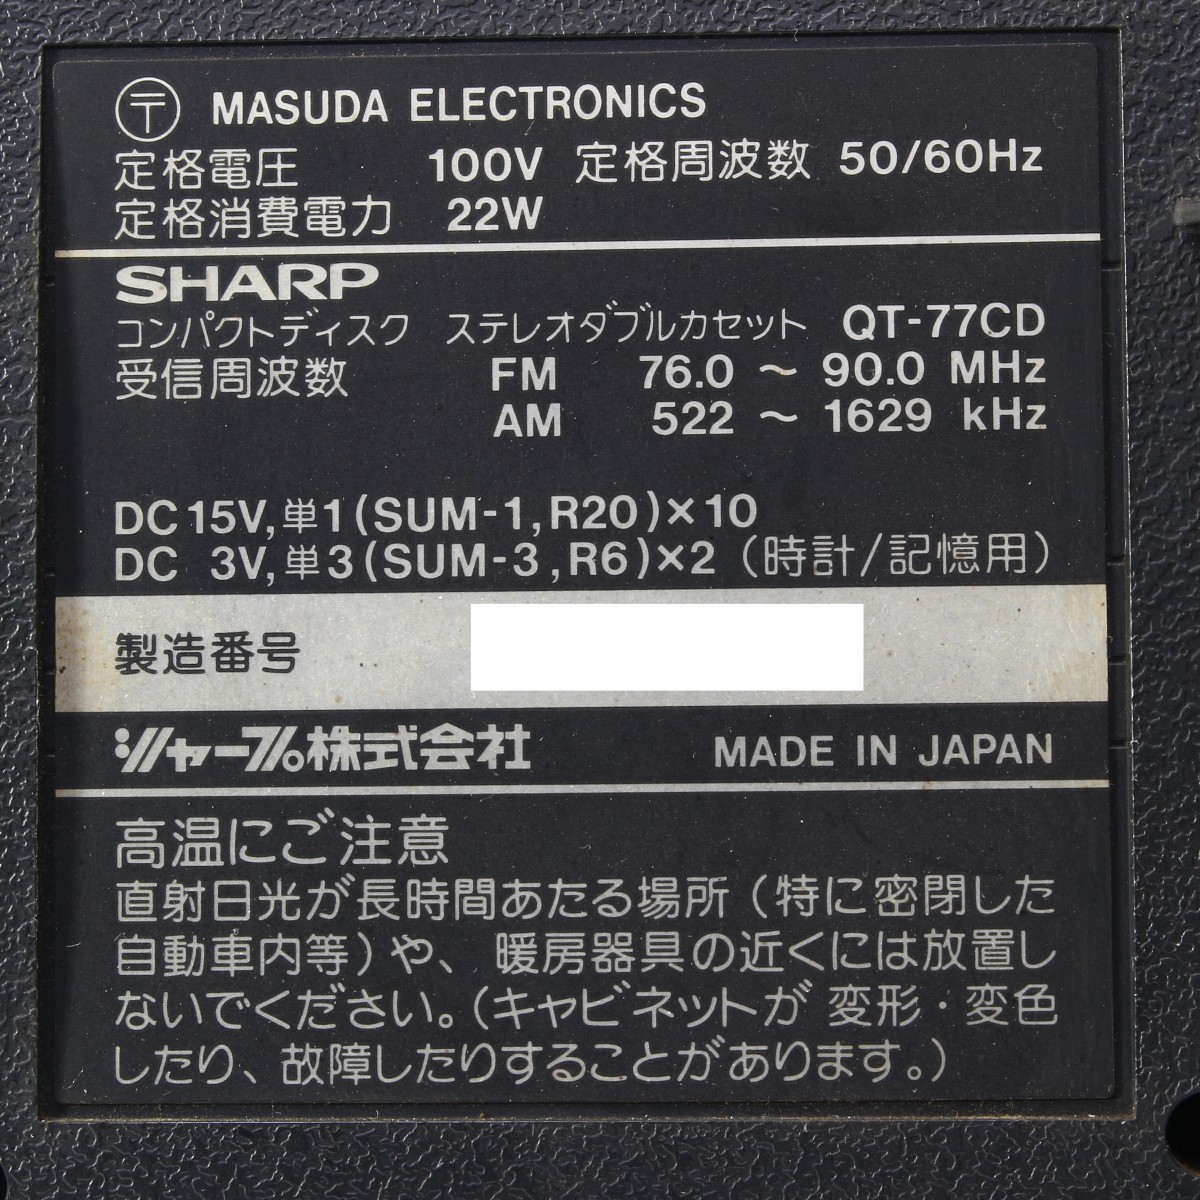 〒 MASUDA ELECTRONICS
定格電圧 100V 定格周波数 50/60Hz
定格消費電力 22W
SHARP
コンパクトディスク ステレオダブルカセット QT-77CD
受信周波数 FM 76.0 ~ 90.0 MHz
AM 522 ~ 1629 kHz
DC 15V,単1(SUM-1,R20)×10
DC 3V,単3(SUM-3,R6)×2(時計/記憶用)
製造番号
シャープ株式会社 MADE IN JAPAN
高温にご注意
直射日光が長時間あたる場所(特に密閉した
自動車内等)や、暖房器具の近くには放置し
ないでください。(キャビネットが変形・変色
したり、故障したりすることがあります。)